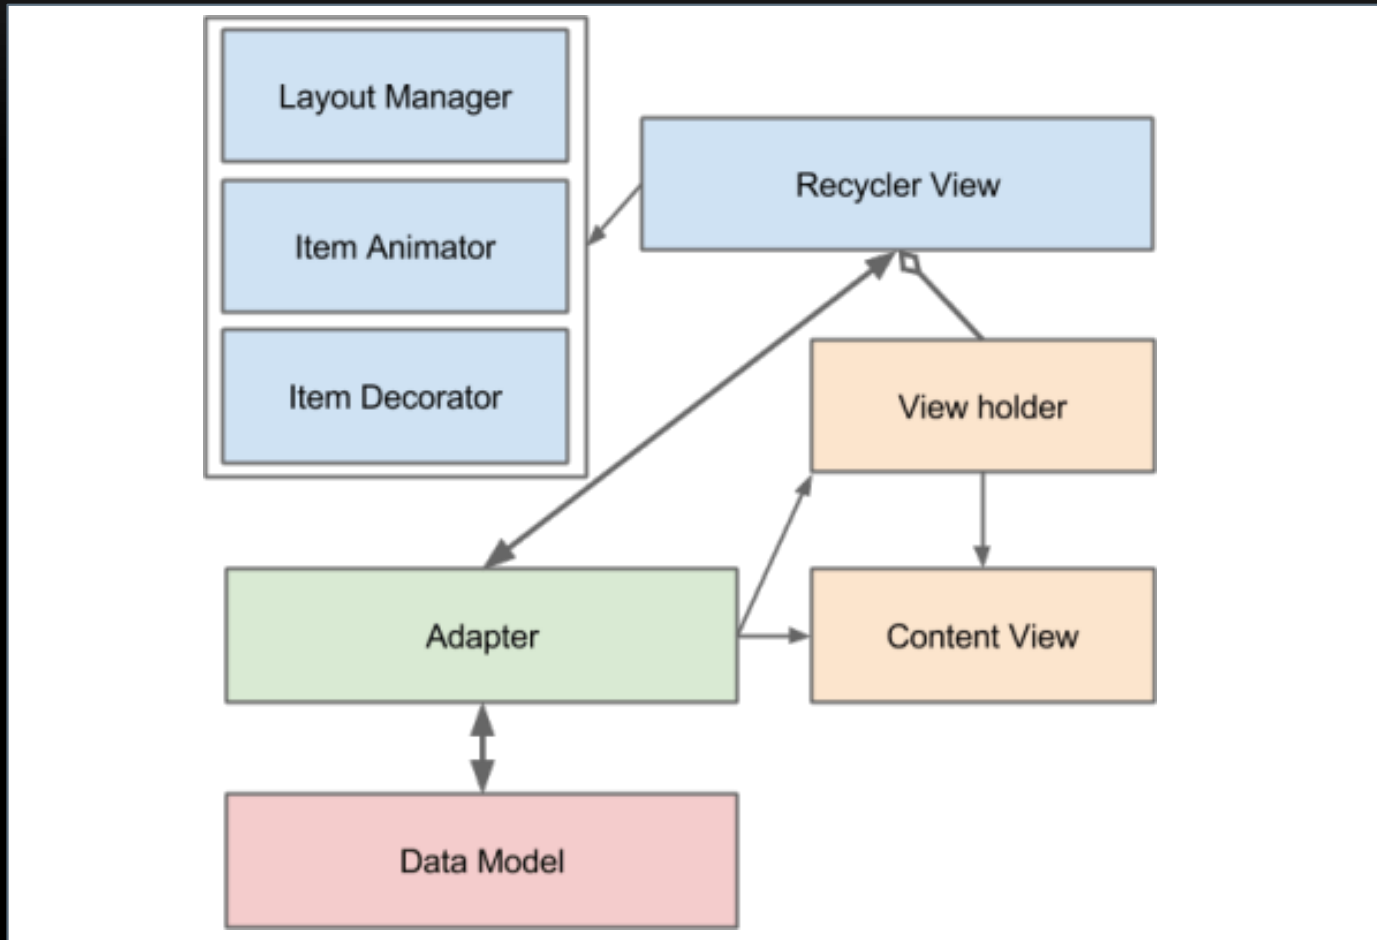 Layout Manager
Recycler View
Item Animator
Item Decorator
View holder
Adapter
Content View
Data Model